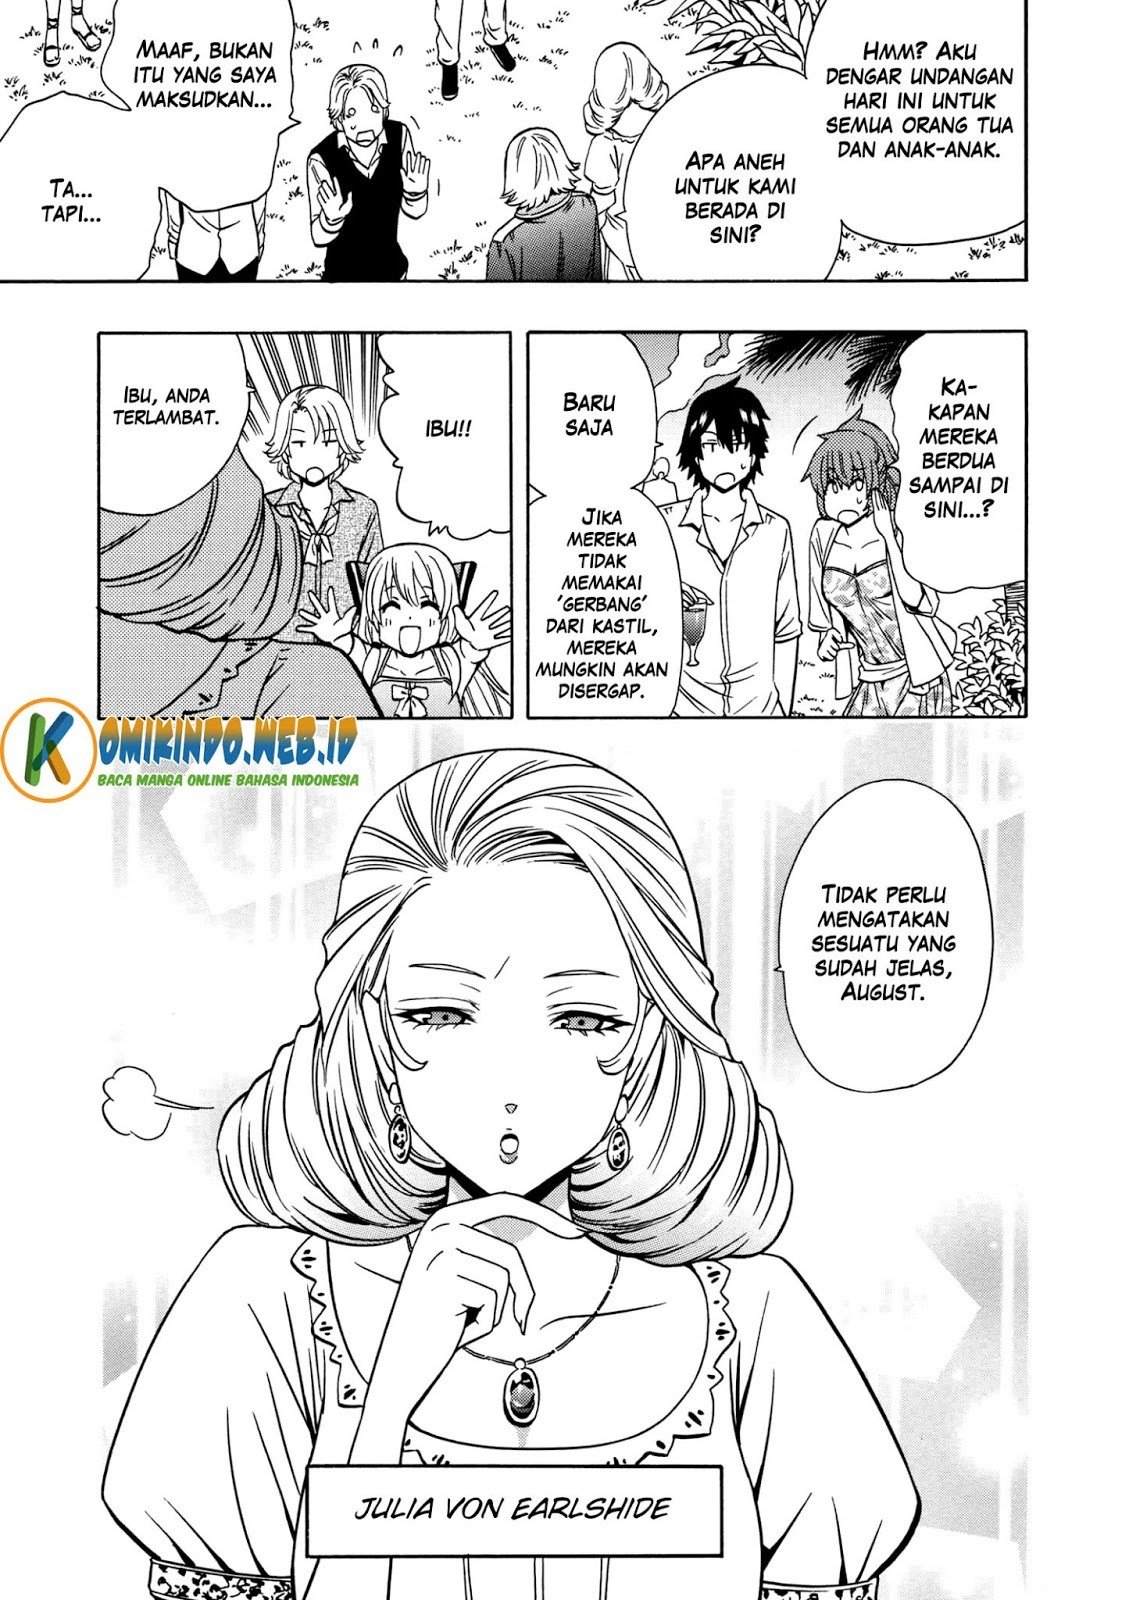 HMM? AKU
DENGAR UNDANGAN
HARI INI UNTUK
SEMUA ORANG TUA
DAN ANAK-ANAK.
APA ANEH
UNTUK KAMI
BERADA DI
SINI?
MAAF, BUKAN
ITU YANG SAYA
MAKSUDKAN...
TA...
TAPI...
KA-
KAPAN
MEREKA
BERDUA
SAMPAI DI
SINI...?
BARU
SAJA
JIKA
MEREKA
TIDAK
MEMAKAI
'GERBANG'
DARI KASTIL,
MEREKA
MUNGKIN AKAN
DISERGAP.
IBU!!
IBU, ANDA
TERLAMBAT.
KOMIKINDO.WEB.ID
BACA MANGA ONLINE BAHASA INDONESIA
TIDAK PERLU
MENGATAKAN
SESUATU YANG
SUDAH JELAS,
AUGUST.
JULIA VON EARLSHIDE